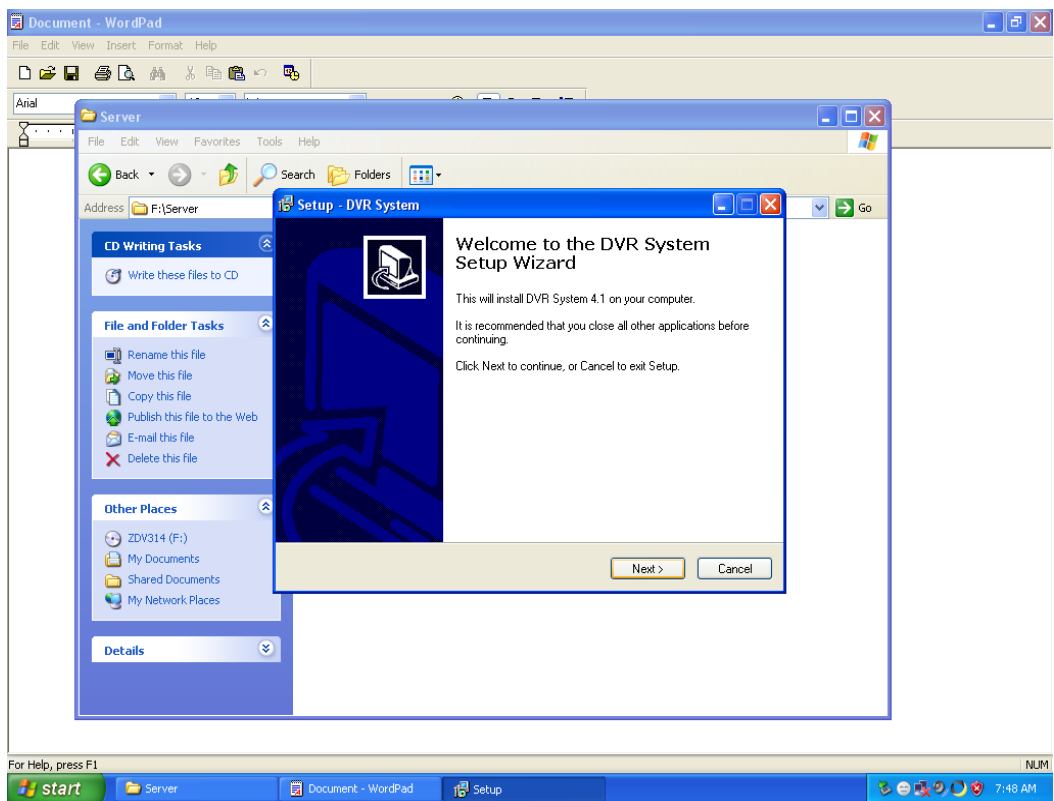 Document - WordPad
File Edit View Insert Format Help
Arial
Server
File Edit View Favorites Tools Help
Back Search Folders
Address F:\Server Go
Setup - DVR System
Welcome to the DVR System
Setup Wizard
This will install DVR System 4.1 on your computer.
It is recommended that you close all other applications before
continuing.
Click Next to continue, or Cancel to exit Setup.
Next > Cancel
CD Writing Tasks
Write these files to CD
File and Folder Tasks
Rename this file
Move this file
Copy this file
Publish this file to the Web
E-mail this file
Delete this file
Other Places
ZDV314 (F:)
My Documents
Shared Documents
My Network Places
Details
For Help, press F1 NUM
start Server Document - WordPad Setup 7:48 AM